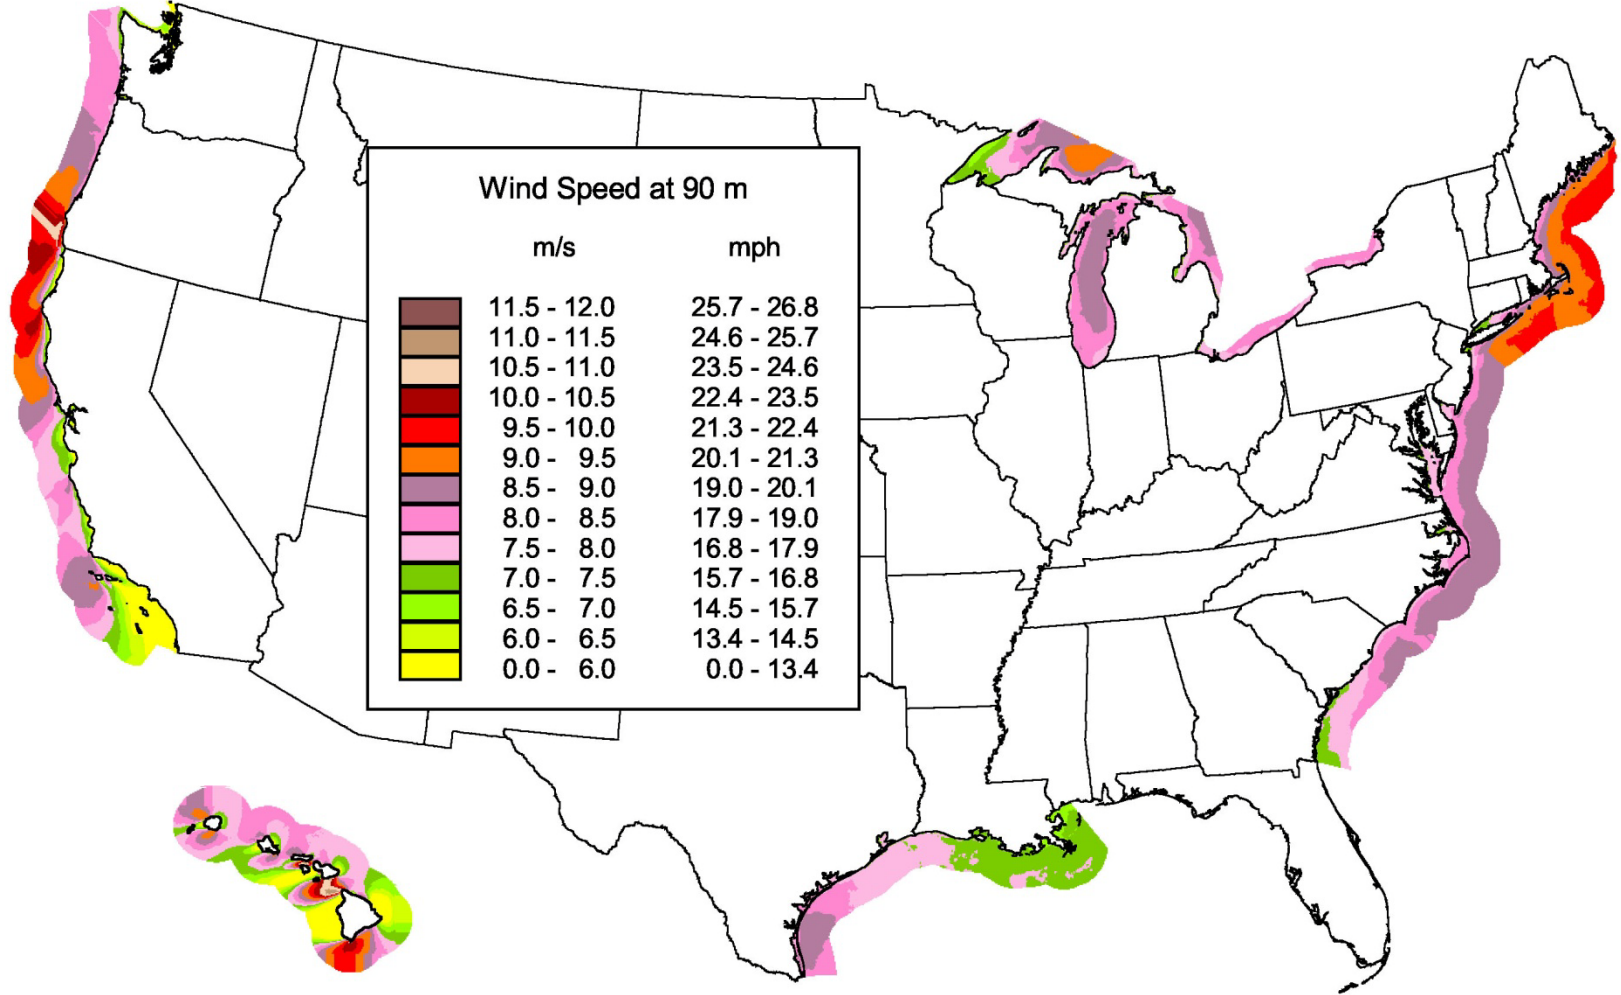 Wind Speed at 90 m
m/s mph
11.5 - 12.0 25.7 - 26.8
11.0 - 11.5 24.6 - 25.7
10.5 - 11.0 23.5 - 24.6
10.0 - 10.5 22.4 - 23.5
9.5 - 10.0 21.3 - 22.4
9.0 - 9.5 20.1 - 21.3
8.5 - 9.0 19.0 - 20.1
8.0 - 8.5 17.9 - 19.0
7.5 - 8.0 16.8 - 17.9
7.0 - 7.5 15.7 - 16.8
6.5 - 7.0 14.5 - 15.7
6.0 - 6.5 13.4 - 14.5
0.0 - 6.0 0.0 - 13.4